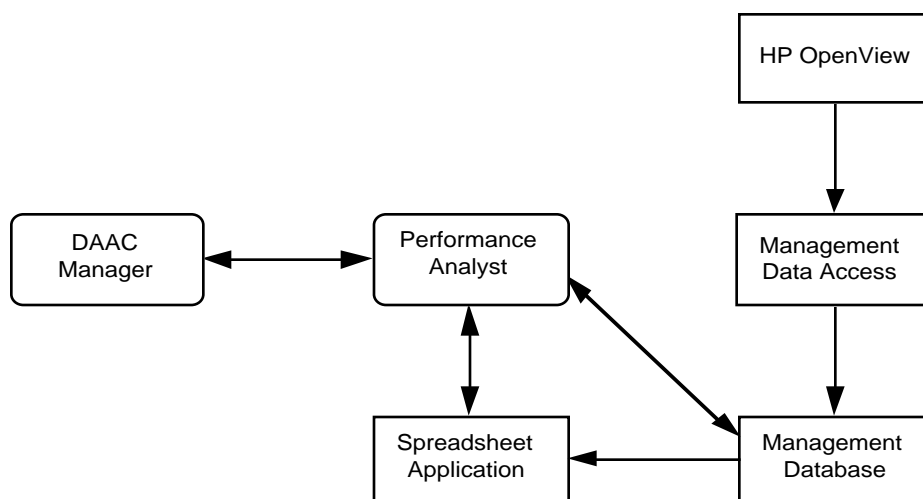 HP OpenView
DAAC
Manager
Performance
Analyst
Management
Data Access
Spreadsheet
Application
Management
Database